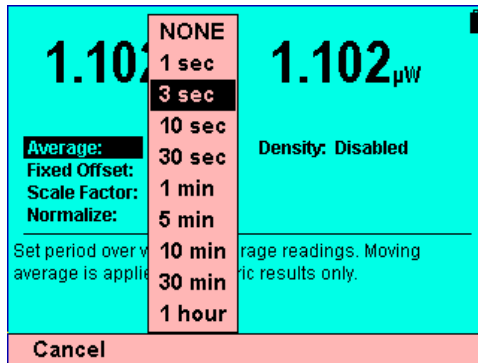 1.102 1.102 µW
NONE
1 sec
3 sec
10 sec
30 sec
1 min
5 min
10 min
30 min
1 hour
Average:
Fixed Offset:
Scale Factor:
Normalize:
Density: Disabled
Set period over rage readings. Moving
average is ric results only.
Cancel